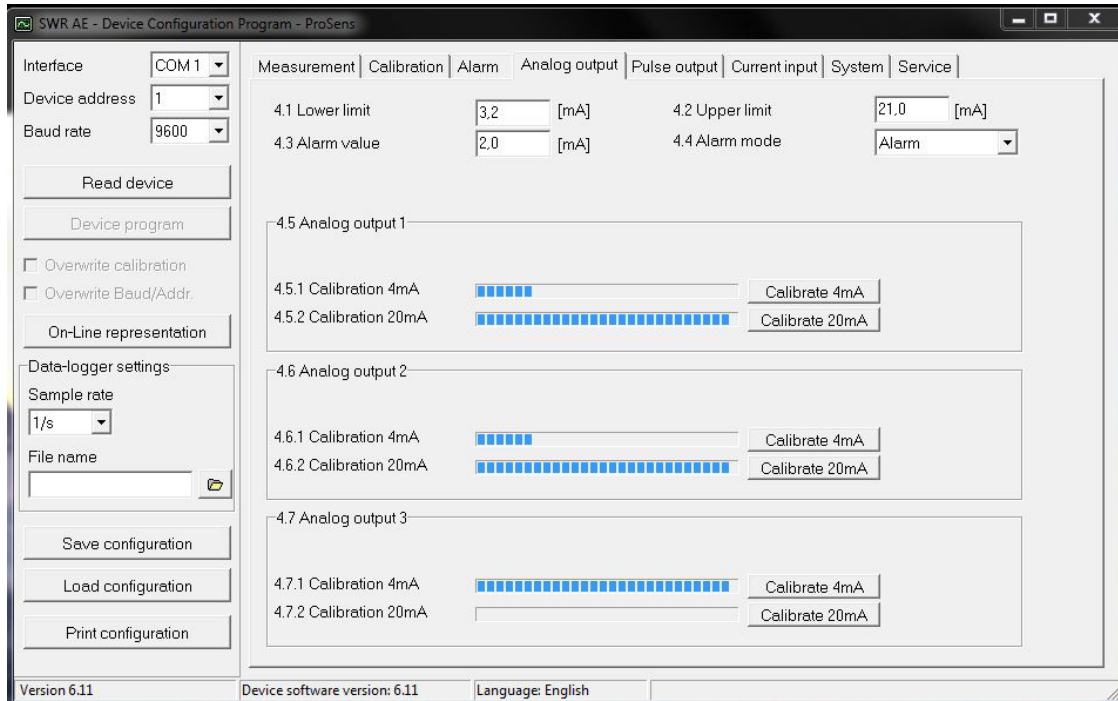 SWR AE - Device Configuration Program - ProSens
Interface COM 1
Device address 1
Baud rate 9600
Read device
Device program
Overwrite calibration
Overwrite Baud/Addr.
On-Line representation
Data-logger settings
Sample rate
1/s
File name
Save configuration
Load configuration
Print configuration
Measurement Calibration Alarm Analog output Pulse output Current input System Service
4.1 Lower limit 3,2 [mA] 4.2 Upper limit 21,0 [mA]
4.3 Alarm value 2,0 [mA] 4.4 Alarm mode Alarm
4.5 Analog output 1
4.5.1 Calibration 4mA Calibrate 4mA
4.5.2 Calibration 20mA Calibrate 20mA
4.6 Analog output 2
4.6.1 Calibration 4mA Calibrate 4mA
4.6.2 Calibration 20mA Calibrate 20mA
4.7 Analog output 3
4.7.1 Calibration 4mA Calibrate 4mA
4.7.2 Calibration 20mA Calibrate 20mA
Version 6.11 Device software version: 6.11 Language: English